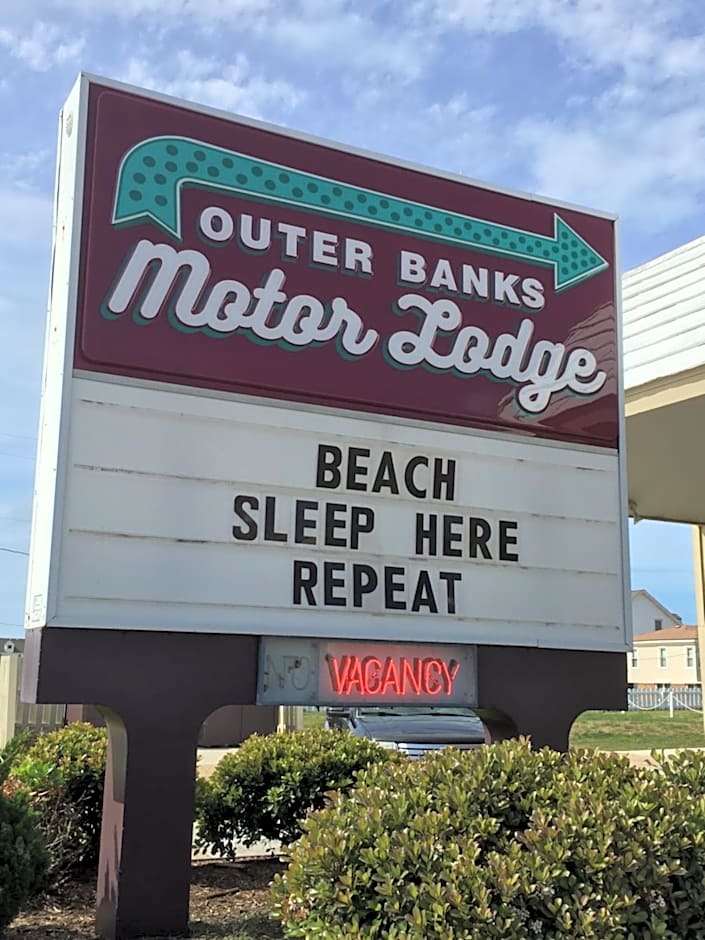 OUTER BANKS
Motor Lodge
BEACH
SLEEP HERE
REPEAT
NO VACANCY